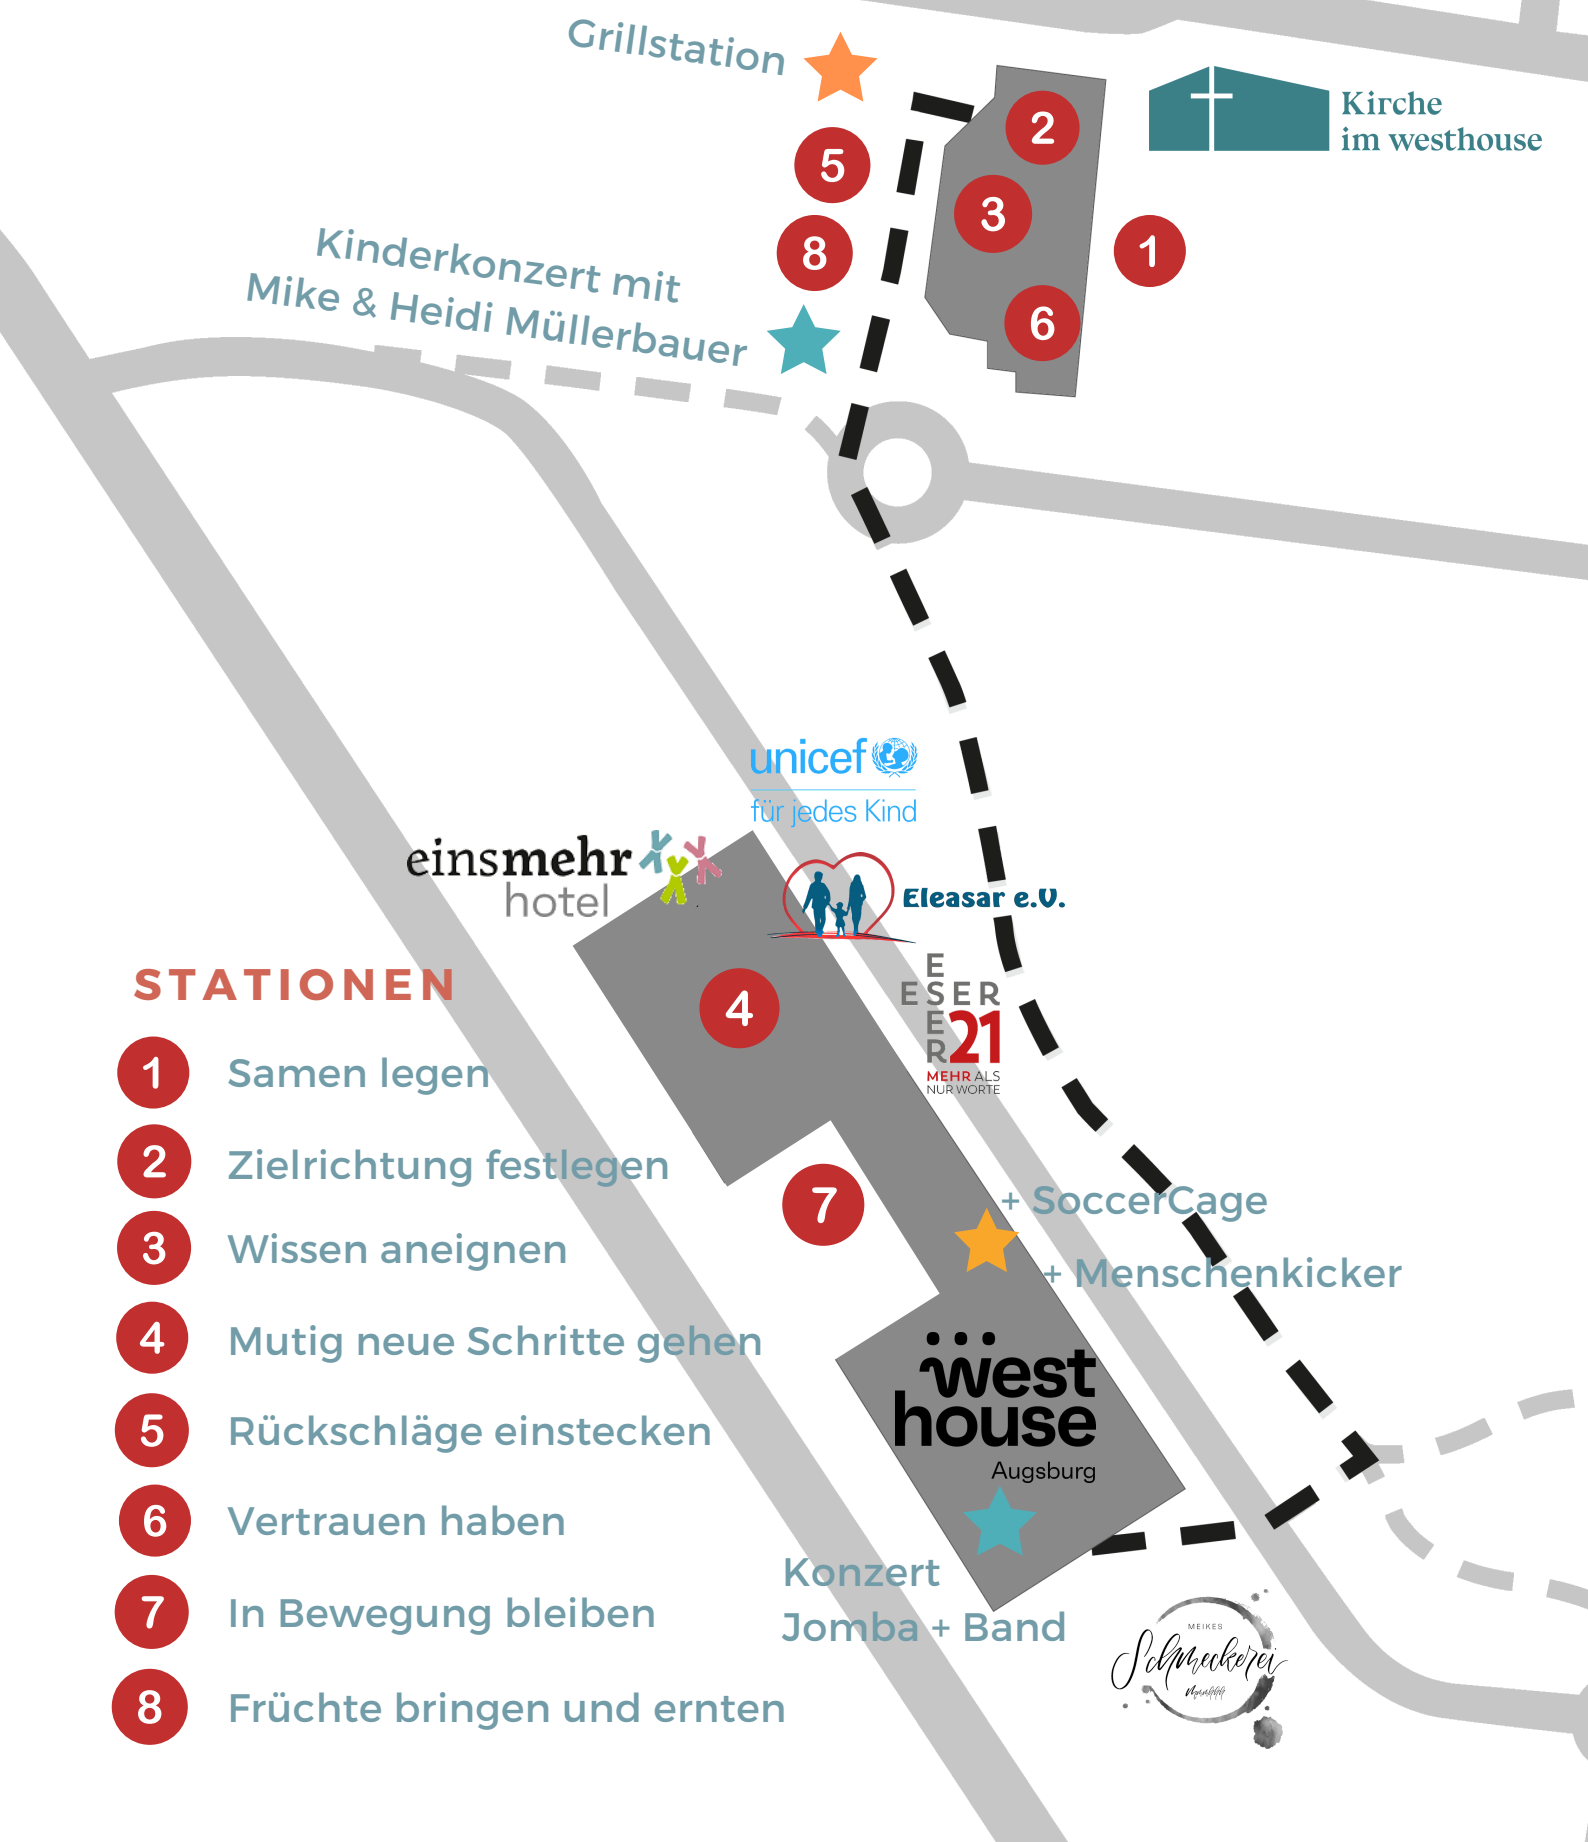 Grillstation
2
Kirche
im westhouse
5
3
8
1
Kinderkonzert mit
Mike & Heidi Müllerbauer
6
unicef
für jedes Kind
einsmehr
hotel
Eleasar e.V.
E
ESER
E
R21
MEHR ALS
NUR WORTE
4
7
+ SoccerCage
+ Menschenkicker
west
house
Augsburg
Konzert
Jomba + Band
MEIKES
Schmeckerei
STATIONEN
1 Samen legen
2 Zielrichtung festlegen
3 Wissen aneignen
4 Mutig neue Schritte gehen
5 Rückschläge einstecken
6 Vertrauen haben
7 In Bewegung bleiben
8 Früchte bringen und ernten